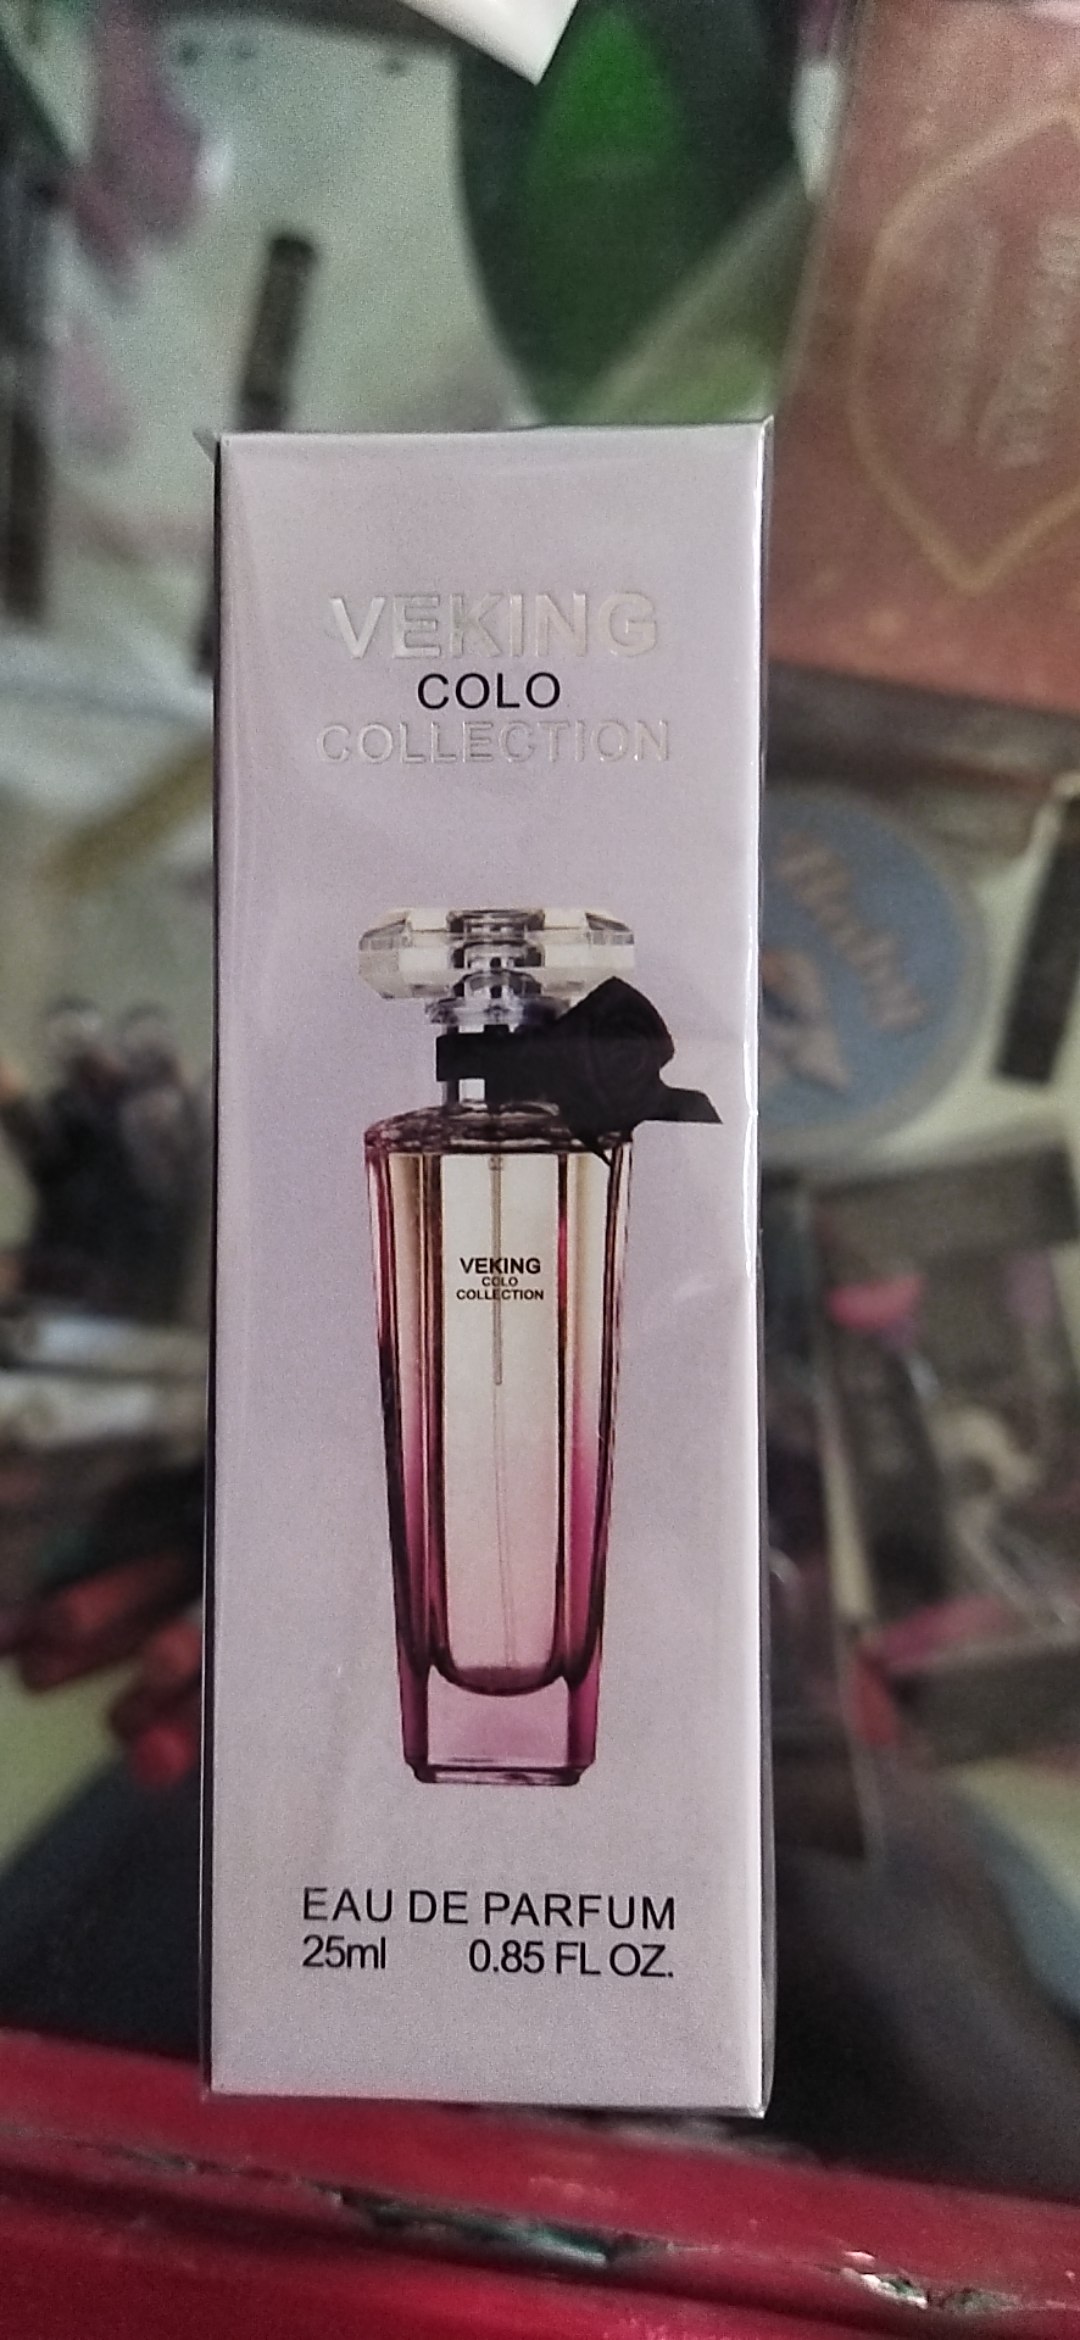 VEKING
COLO
COLLECTION
VEKING
COLO
COLLECTION
EAU DE PARFUM
25ml 0.85 FL OZ.